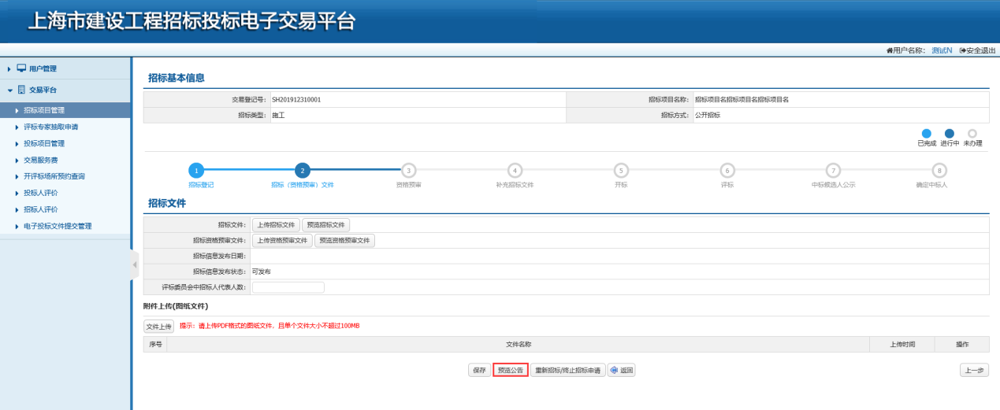 上海市建设工程招标投标电子交易平台
用户名称： 测试N 安全退出
用户管理
交易平台
招标项目管理
评标专家抽取申请
投标项目管理
交易服务费
开评标场所预约查询
投标人评价
招标人评价
电子投标文件提交管理
招标基本信息
交易登记号： SH201912310001 招标项目名称： 招标项目名招标项目名招标项目名
招标类型： 施工 招标方式： 公开招标
已完成 进行中 未办理
1 2 3 4 5 6 7 8
招标登记 招标（资格预审）文件 资格预审 补充招标文件 开标 评标 中标候选人公示 确定中标人
招标文件
招标文件： 上传招标文件 预览招标文件
招标资格预审文件： 上传资格预审文件 预览资格预审文件
招标信息发布日期：
招标信息发布状态： 可发布
评标委员会中招标人代表人数：
附件上传(图纸文件)
文件上传 提示：请上传PDF格式的图纸文件，且单个文件大小不超过100MB
序号 文件名称 上传时间 操作
保存 预览公告 重新招标/终止招标申请 返回 上一步